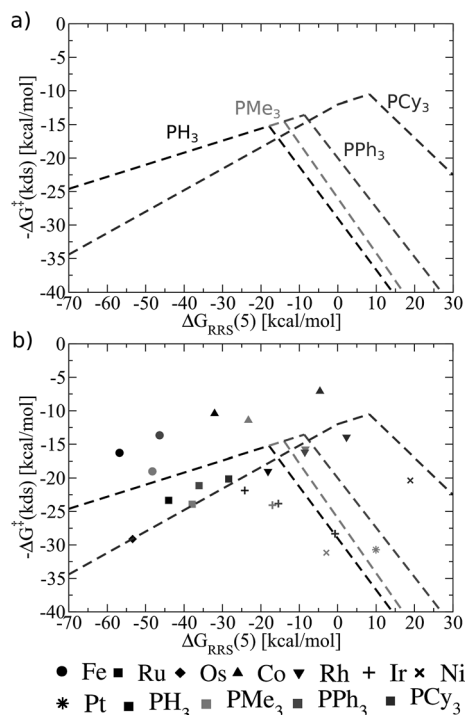 a)
0
-5
-10
-15
-20
-25
-30
-35
-40
-ΔG‡(kds) [kcal/mol]
PH3
PMe3
PPh3
PCy3
-70 -60 -50 -40 -30 -20 -10 0 10 20 30
ΔG_RRS(5) [kcal/mol]
b)
0
-5
-10
-15
-20
-25
-30
-35
-40
-ΔG‡(kds) [kcal/mol]
-70 -60 -50 -40 -30 -20 -10 0 10 20 30
ΔG_RRS(5) [kcal/mol]
Fe Ru Os Co Rh Ir Ni
Pt PH3 PMe3 PPh3 PCy3